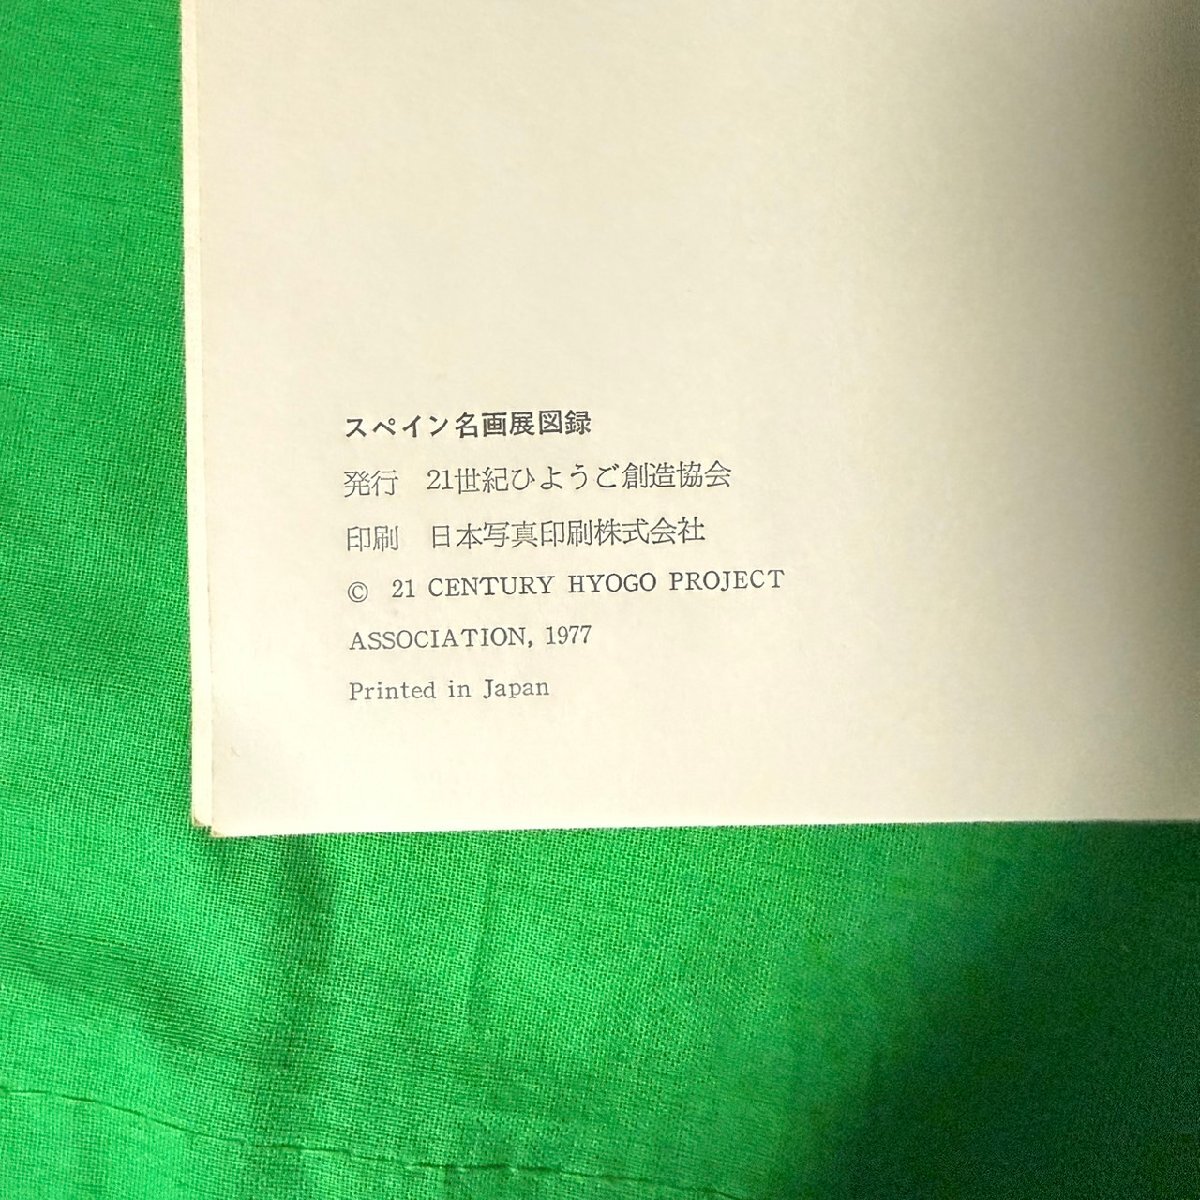 スペイン名画展図録
発行 21世紀ひようご創造協会
印刷 日本写真印刷株式会社
© 21 CENTURY HYOGO PROJECT
ASSOCIATION, 1977
Printed in Japan